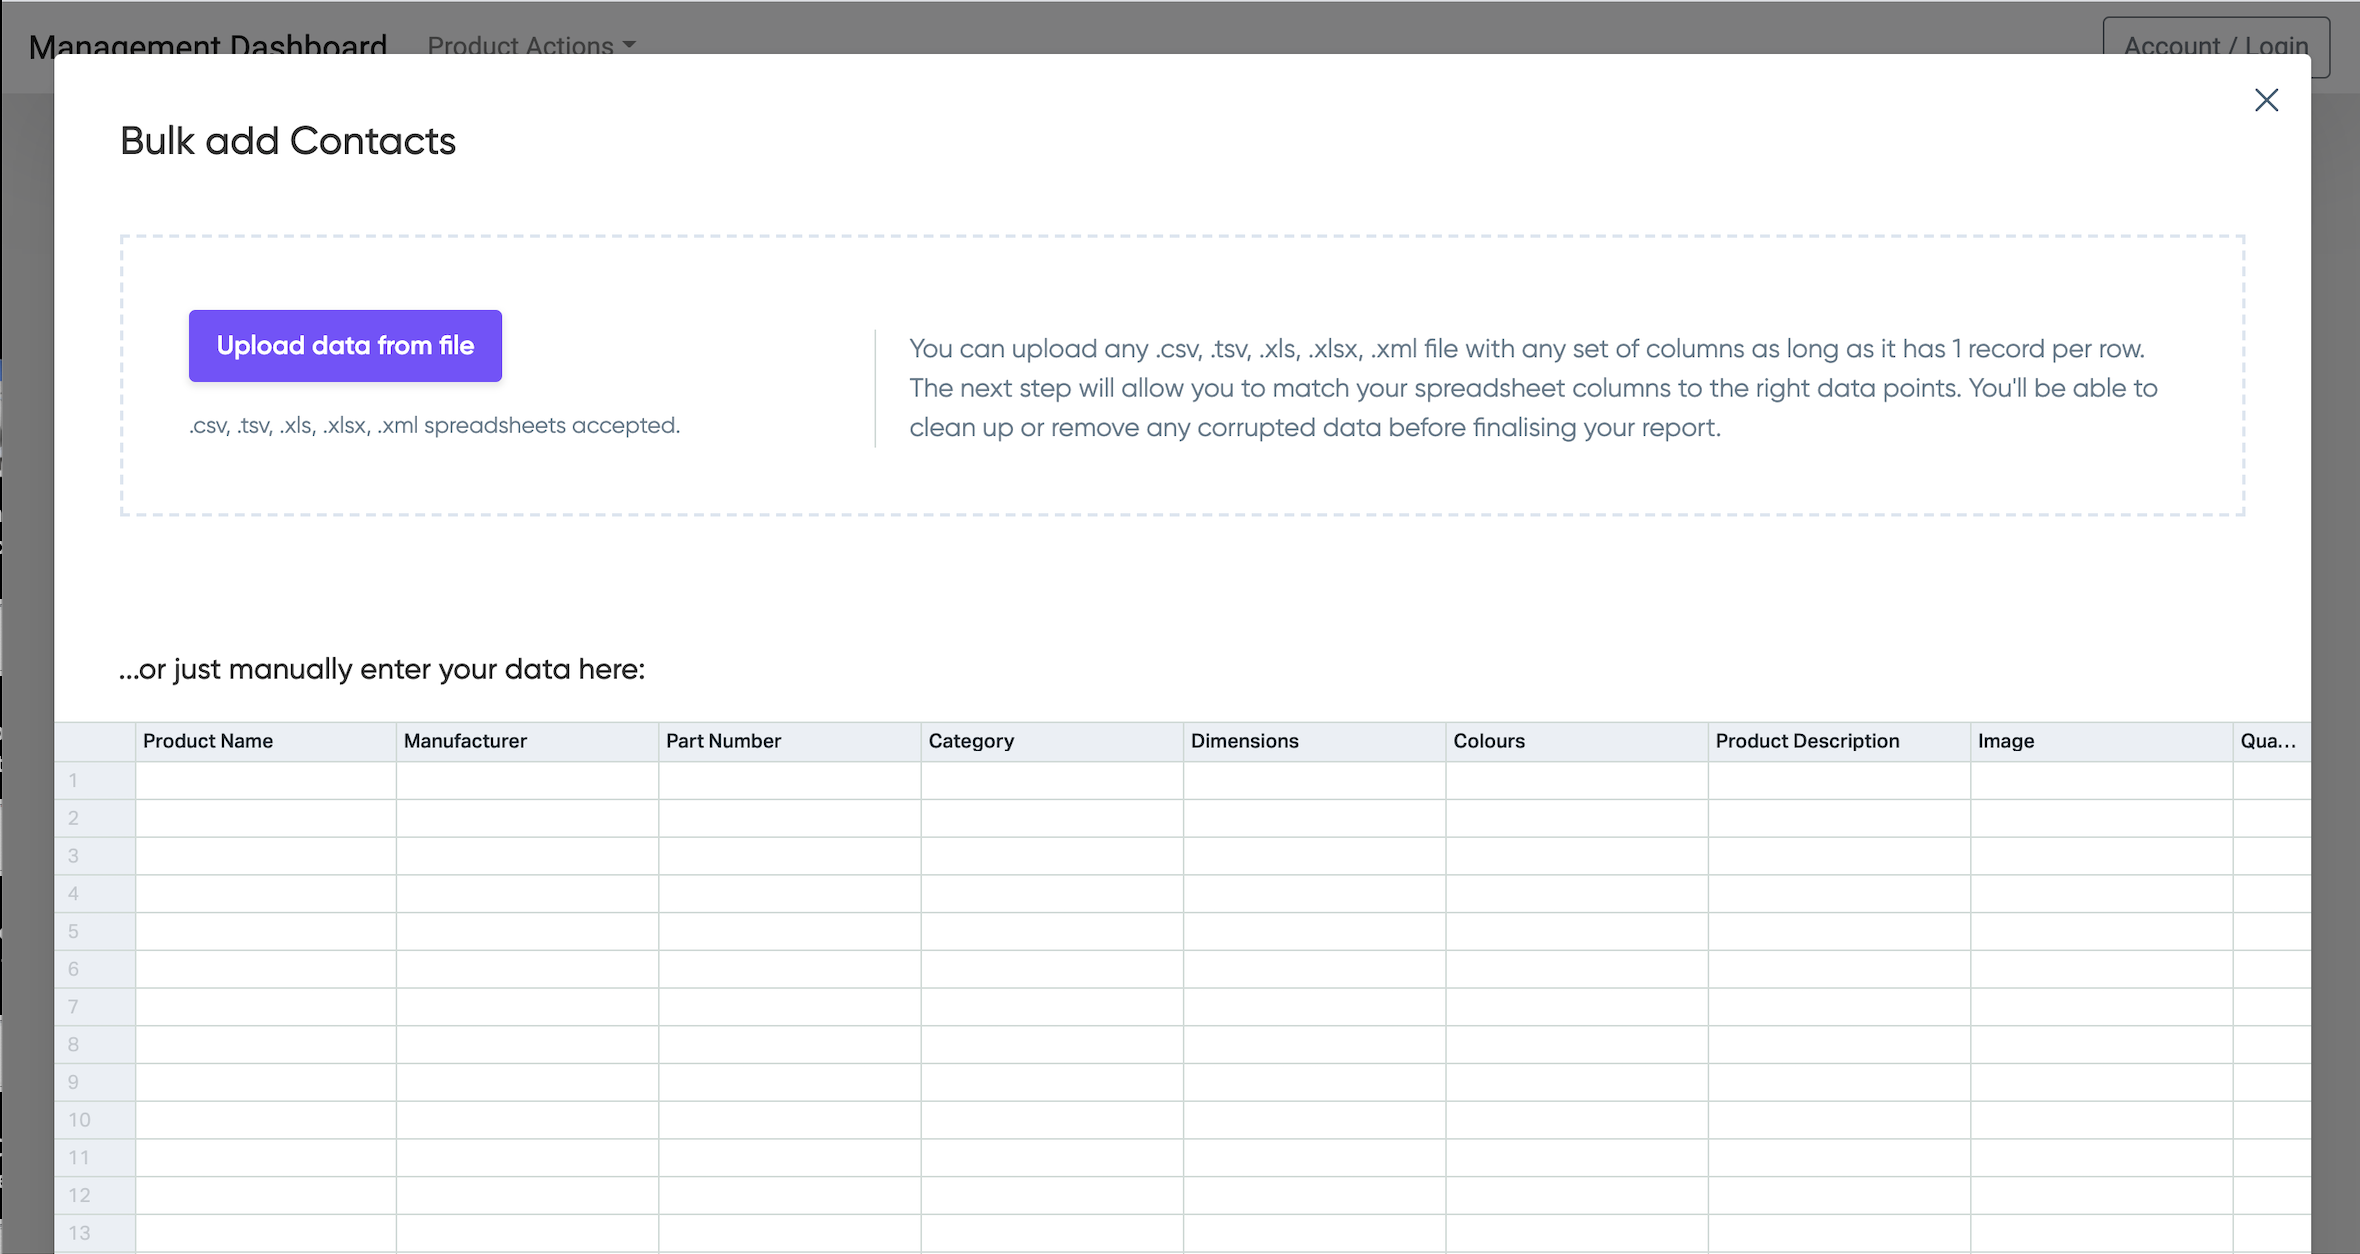 Management Dashboard
Product Actions
Account / Login
Bulk add Contacts
Upload data from file
.csv, .tsv, .xls, .xlsx, .xml spreadsheets accepted.
You can upload any .csv, .tsv, .xls, .xlsx, .xml file with any set of columns as long as it has 1 record per row.
The next step will allow you to match your spreadsheet columns to the right data points. You'll be able to
clean up or remove any corrupted data before finalising your report.
...or just manually enter your data here:
Product Name Manufacturer Part Number Category Dimensions Colours Product Description Image Qua...
1
2
3
4
5
6
7
8
9
10
11
12
13